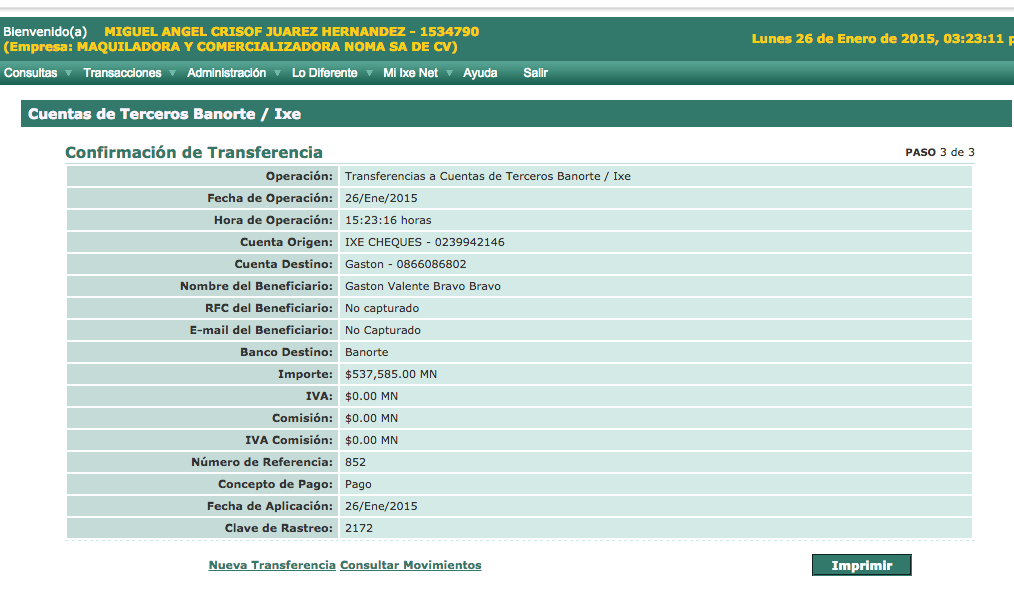 Bienvenido(a) MIGUEL ANGEL CRISOF JUAREZ HERNANDEZ - 1534790
(Empresa: MAQUILADORA Y COMERCIALIZADORA NOMA SA DE CV)
Lunes 26 de Enero de 2015, 03:23:11 p
Consultas Transacciones Administración Lo Diferente Mi Ixe Net Ayuda Salir
Cuentas de Terceros Banorte / Ixe
Confirmación de Transferencia PASO 3 de 3
Operación: Transferencias a Cuentas de Terceros Banorte / Ixe
Fecha de Operación: 26/Ene/2015
Hora de Operación: 15:23:16 horas
Cuenta Origen: IXE CHEQUES - 0239942146
Cuenta Destino: Gaston - 0866086802
Nombre del Beneficiario: Gaston Valente Bravo Bravo
RFC del Beneficiario: No capturado
E-mail del Beneficiario: No Capturado
Banco Destino: Banorte
Importe: $537,585.00 MN
IVA: $0.00 MN
Comisión: $0.00 MN
IVA Comisión: $0.00 MN
Número de Referencia: 852
Concepto de Pago: Pago
Fecha de Aplicación: 26/Ene/2015
Clave de Rastreo: 2172
Nueva Transferencia Consultar Movimientos Imprimir